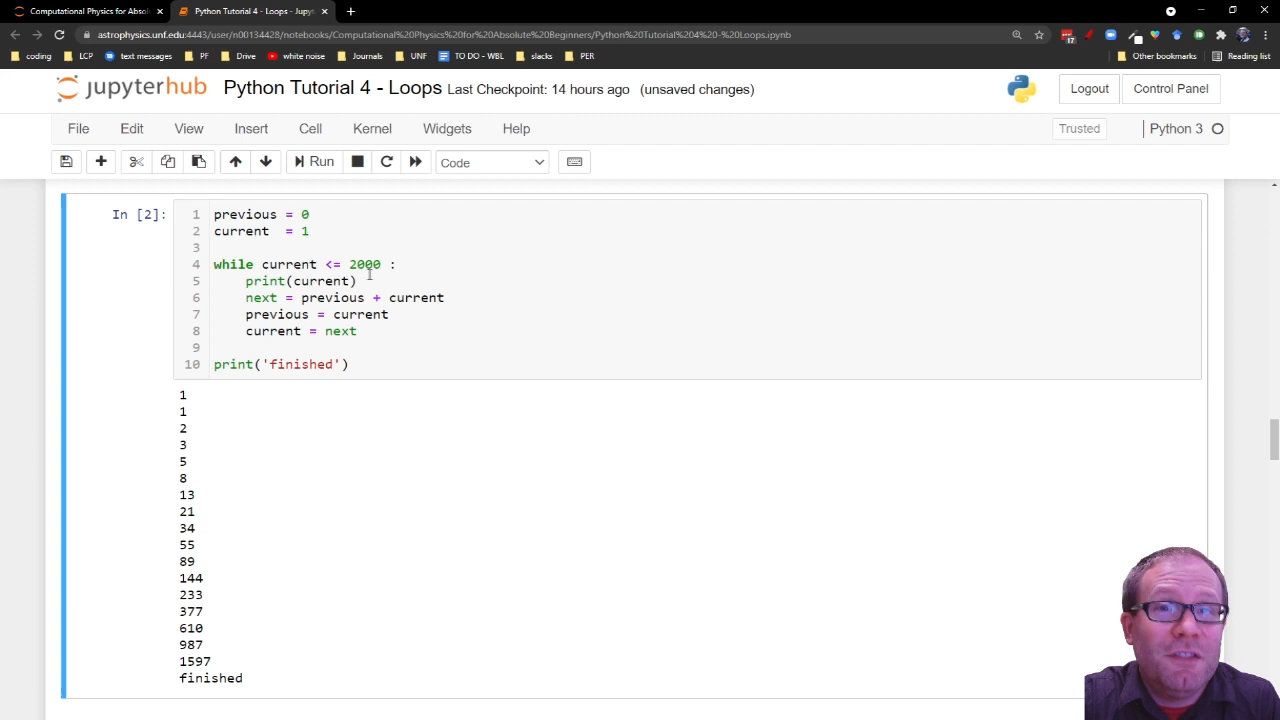 Computational Physics for Absol
Python Tutorial 4 - Loops - Jupyt
astrophysics.unf.edu:4443/user/n00134428/notebooks/Computational%20Physics%20for%20Absolute%20Beginners/Python%20Tutorial%204%20-%20Loops.ipynb
17
coding
LCP
text messages
PF
Drive
white noise
Journals
UNF
TO DO - WBL
slacks
PER
Other bookmarks
Reading list
jupyterhub
Python Tutorial 4 - Loops Last Checkpoint: 14 hours ago (unsaved changes)
Logout
Control Panel
File
Edit
View
Insert
Cell
Kernel
Widgets
Help
Trusted
Python 3
Run
Code
In [2]:
1 previous = 0
2 current  = 1
3
4 while current <= 2000 :
5     print(current)
6     next = previous + current
7     previous = current
8     current = next
9
10 print('finished')
1
1
2
3
5
8
13
21
34
55
89
144
233
377
610
987
1597
finished